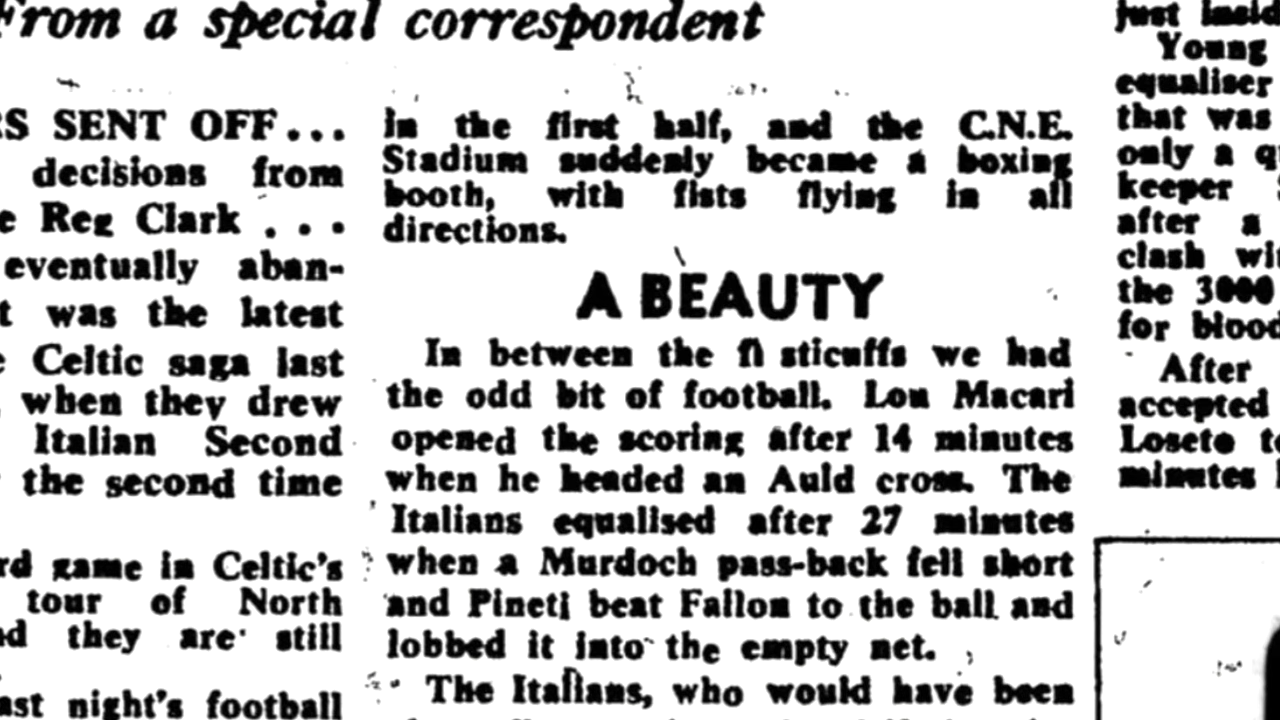 From a special correspondent
SENT OFF...
decisions from
Reg Clark . . .
eventually aban-
was the latest
Celtic saga last
when they drew
Italian Second
the second time
game in Celtic's
tour of North
they are still
night's football
in the first half, and the C.N.E.
Stadium suddenly became a boxing
booth, with fists flying in all
directions.
A BEAUTY
In between the fi sticuffs we had
the odd bit of football. Lou Macari
opened the scoring after 14 minutes
when he headed an Auld cross. The
Italians equalised after 27 minutes
when a Murdoch pass-back fell short
and Pineti beat Fallon to the ball and
lobbed it into the empty net.
The Italians, who would have been
just
Young
equaliser
that was
only a
keeper
after a
clash
the 3000
for
After
accepted
Loseto
minutes